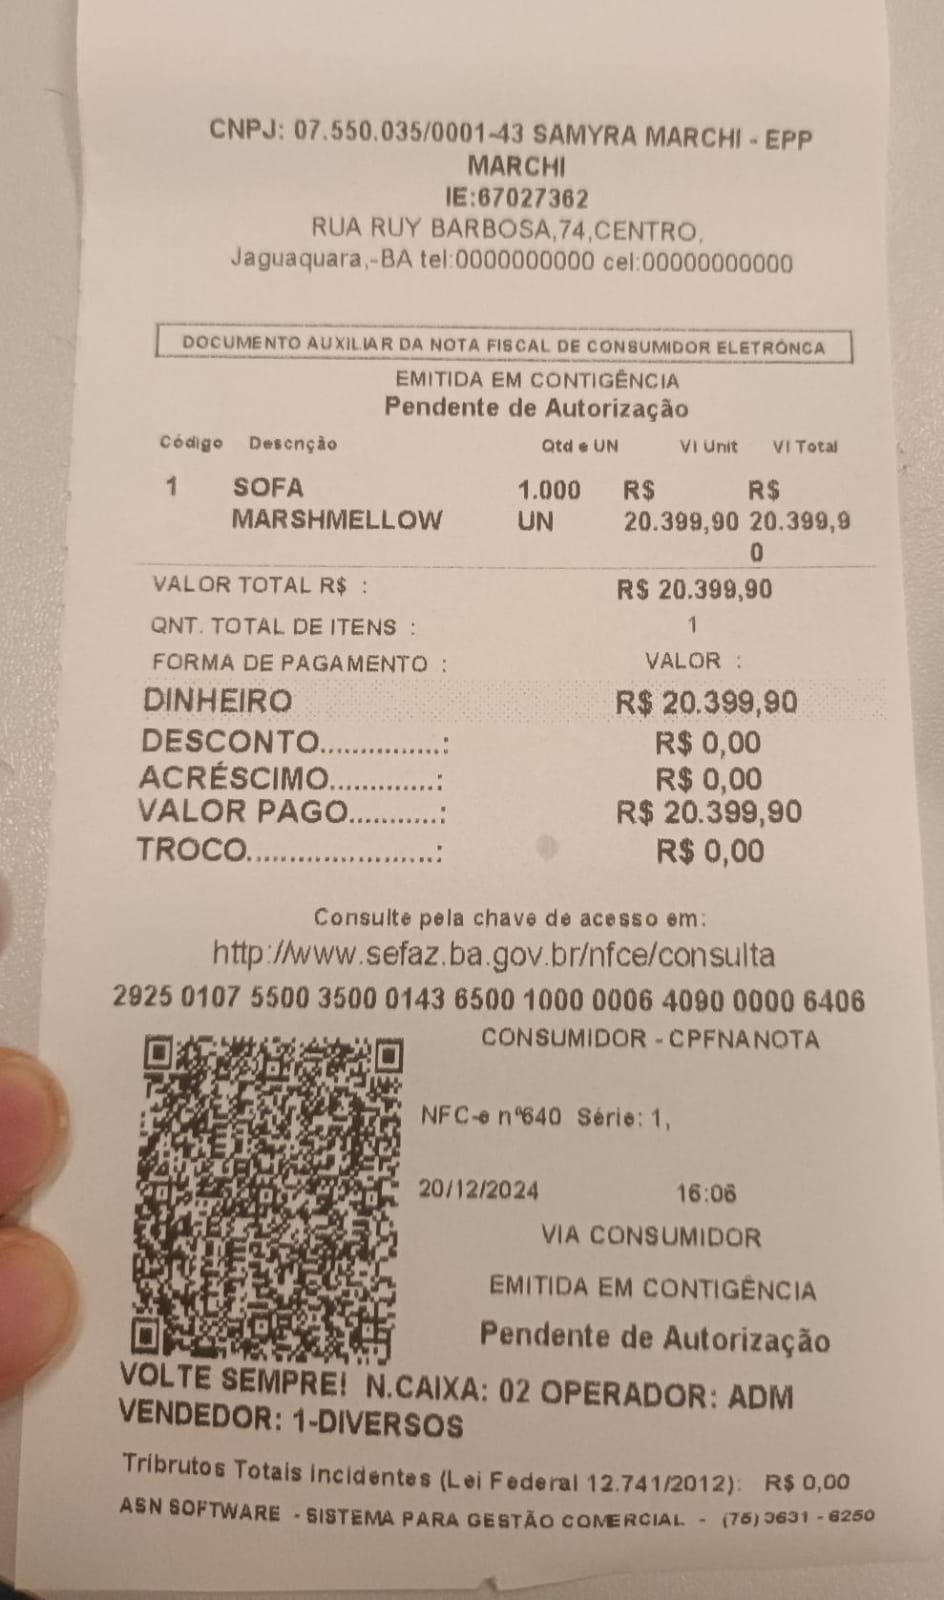 CNPJ: 07.550.035/0001-43 SAMYRA MARCHI - EPP
MARCHI
IE:67027362
RUA RUY BARBOSA,74,CENTRO,
Jaguaquara,-BA tel:0000000000 cel:00000000000
DOCUMENTO AUXILIAR DA NOTA FISCAL DE CONSUMIDOR ELETRÓNCA
EMITIDA EM CONTIGÊNCIA
Pendente de Autorização
Código Descnção Qtd e UN Vl Unit Vl Total
1 SOFA 1.000 R$ R$
MARSHMELLOW UN 20.399,90 20.399,9
0
VALOR TOTAL R$ : R$ 20.399,90
QNT. TOTAL DE ITENS : 1
FORMA DE PAGAMENTO : VALOR :
DINHEIRO R$ 20.399,90
DESCONTO...............: R$ 0,00
ACRÉSCIMO.............: R$ 0,00
VALOR PAGO...........: R$ 20.399,90
TROCO.......................: R$ 0,00
Consulte pela chave de acesso em:
http://www.sefaz.ba.gov.br/nfce/consulta
2925 0107 5500 3500 0143 6500 1000 0006 4090 0000 6406
CONSUMIDOR - CPFNANOTA
NFC-e nº640 Série: 1,
20/12/2024 16:06
VIA CONSUMIDOR
EMITIDA EM CONTIGÊNCIA
Pendente de Autorização
VOLTE SEMPRE! N.CAIXA: 02 OPERADOR: ADM
VENDEDOR: 1-DIVERSOS
Tríbrutos Totais incidentes (Lei Federal 12.741/2012): R$ 0,00
ASN SOFTWARE - SISTEMA PARA GESTÃO COMERCIAL - (75) 3631 - 6250